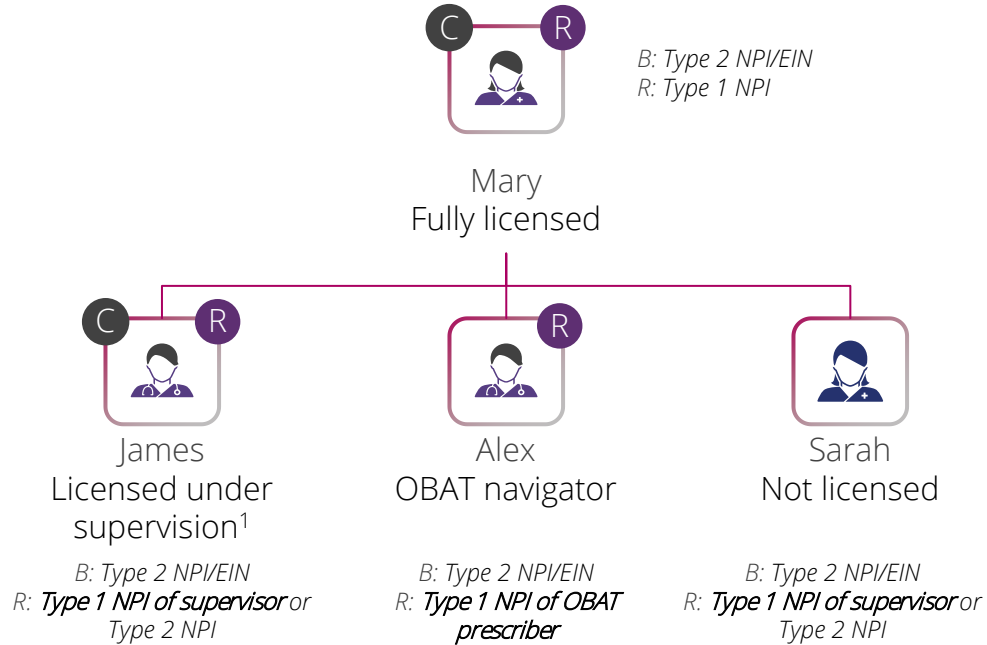 C R
B: Type 2 NPI/EIN
R: Type 1 NPI
Mary
Fully licensed
C R
R
James
Licensed under
supervision¹
B: Type 2 NPI/EIN
R: Type 1 NPI of supervisor or
Type 2 NPI
Alex
OBAT navigator
B: Type 2 NPI/EIN
R: Type 1 NPI of OBAT
prescriber
Sarah
Not licensed
B: Type 2 NPI/EIN
R: Type 1 NPI of supervisor or
Type 2 NPI